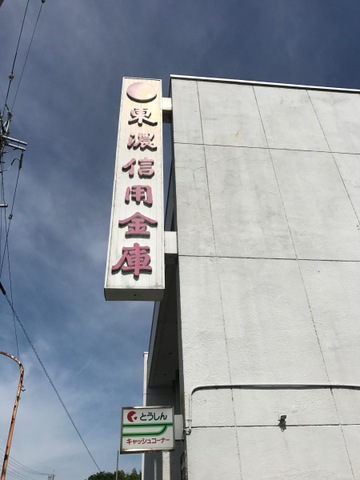 東濃信用金庫
とうしん
キャッシュコーナー